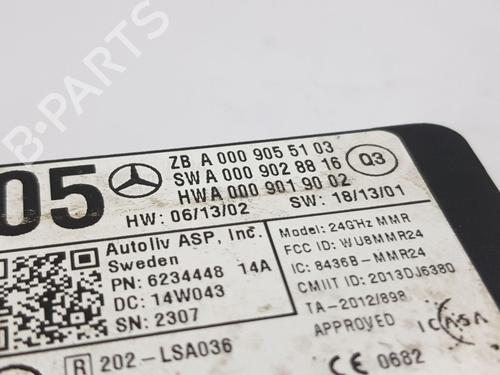 B-Parts
05
ZB A 000 905 51 03
SW A 000 902 88 16
HW A 000 901 90 02
Q3
HW: 06/13/02
SW: 18/13/01
Autoliv ASP, Inc.
Sweden
PN: 6234448 14A
DC: 14W043
SN: 2307
Model: 24GHz MMR
FCC ID: WU8MMR24
IC: 8436B-MMR24
CMIIT ID: 2013DJ6380
TA-2012/898
APPROVED
ICASA
R 202-LSA036
CE 0682